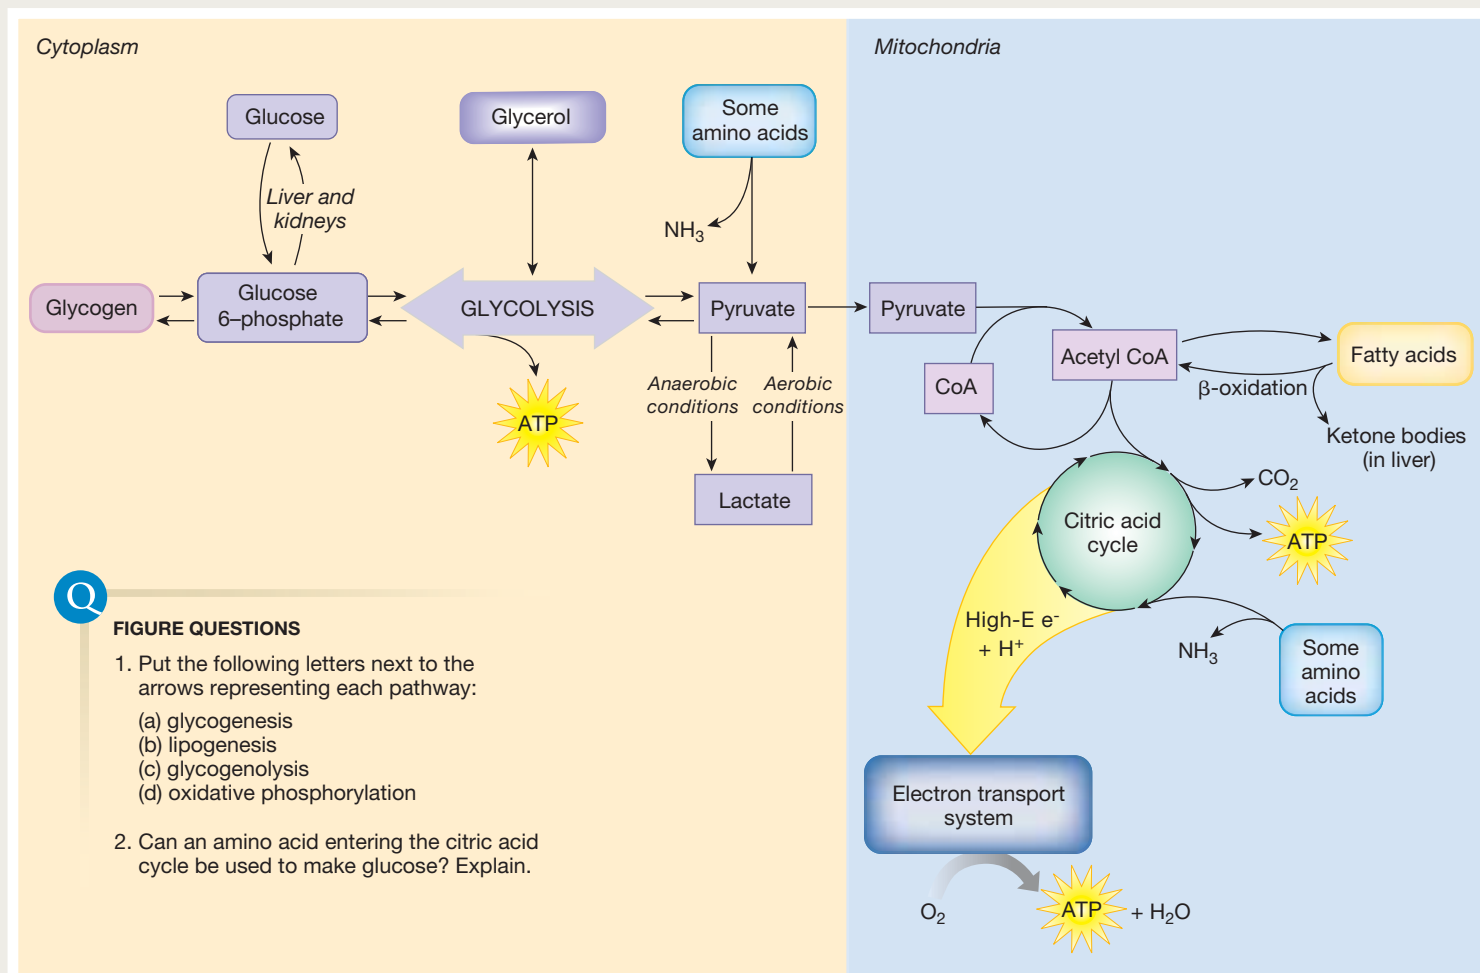 Cytoplasm
Mitochondria
Glucose
Glycerol
Some
amino acids
Liver and
kidneys
NH₃
Glycogen
Glucose
6–phosphate
GLYCOLYSIS
Pyruvate
Pyruvate
Acetyl CoA
Fatty acids
CoA
β-oxidation
Anaerobic
conditions
Aerobic
conditions
ATP
Ketone bodies
(in liver)
Lactate
CO₂
Citric acid
cycle
ATP
High-E e⁻
+ H⁺
NH₃
Some
amino
acids
Electron transport
system
O₂
ATP
+ H₂O
Q
FIGURE QUESTIONS
1. Put the following letters next to the
arrows representing each pathway:
(a) glycogenesis
(b) lipogenesis
(c) glycogenolysis
(d) oxidative phosphorylation
2. Can an amino acid entering the citric acid
cycle be used to make glucose? Explain.